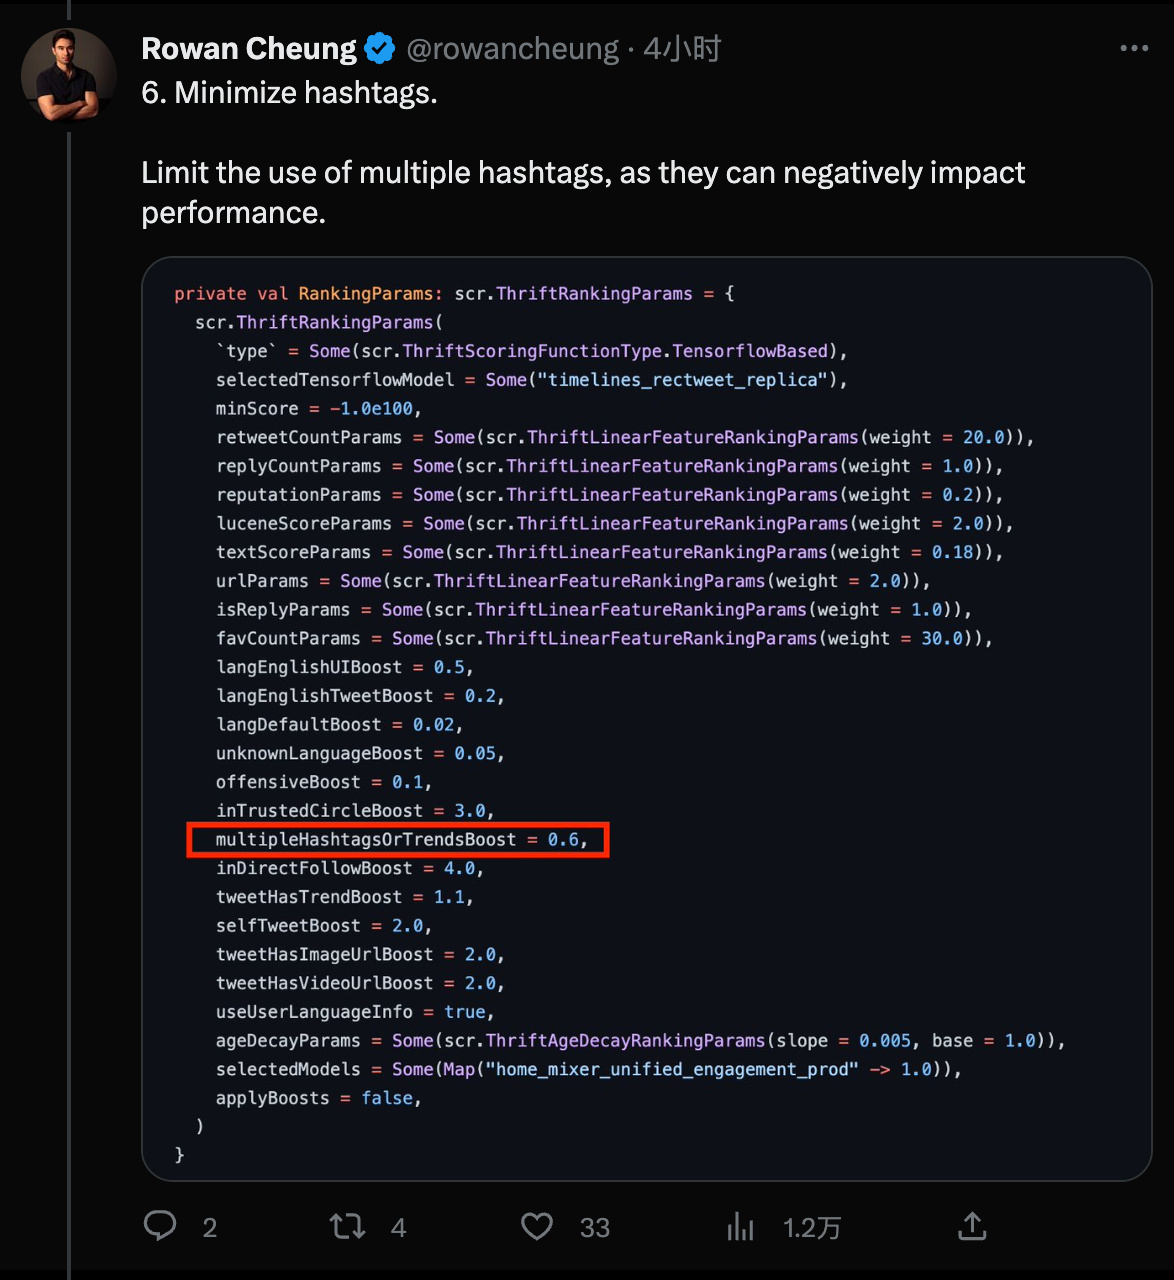 Rowan Cheung @rowancheung · 4小时
6. Minimize hashtags.
Limit the use of multiple hashtags, as they can negatively impact
performance.
private val RankingParams: scr.ThriftRankingParams = {
  scr.ThriftRankingParams(
    `type` = Some(scr.ThriftScoringFunctionType.TensorflowBased),
    selectedTensorflowModel = Some("timelines_rectweet_replica"),
    minScore = -1.0e100,
    retweetCountParams = Some(scr.ThriftLinearFeatureRankingParams(weight = 20.0)),
    replyCountParams = Some(scr.ThriftLinearFeatureRankingParams(weight = 1.0)),
    reputationParams = Some(scr.ThriftLinearFeatureRankingParams(weight = 0.2)),
    luceneScoreParams = Some(scr.ThriftLinearFeatureRankingParams(weight = 2.0)),
    textScoreParams = Some(scr.ThriftLinearFeatureRankingParams(weight = 0.18)),
    urlParams = Some(scr.ThriftLinearFeatureRankingParams(weight = 2.0)),
    isReplyParams = Some(scr.ThriftLinearFeatureRankingParams(weight = 1.0)),
    favCountParams = Some(scr.ThriftLinearFeatureRankingParams(weight = 30.0)),
    langEnglishUIBoost = 0.5,
    langEnglishTweetBoost = 0.2,
    langDefaultBoost = 0.02,
    unknownLanguageBoost = 0.05,
    offensiveBoost = 0.1,
    inTrustedCircleBoost = 3.0,
    multipleHashtagsOrTrendsBoost = 0.6,
    inDirectFollowBoost = 4.0,
    tweetHasTrendBoost = 1.1,
    selfTweetBoost = 2.0,
    tweetHasImageUrlBoost = 2.0,
    tweetHasVideoUrlBoost = 2.0,
    useUserLanguageInfo = true,
    ageDecayParams = Some(scr.ThriftAgeDecayRankingParams(slope = 0.005, base = 1.0)),
    selectedModels = Some(Map("home_mixer_unified_engagement_prod" -> 1.0)),
    applyBoosts = false,
  )
}
2 4 33 1.2万